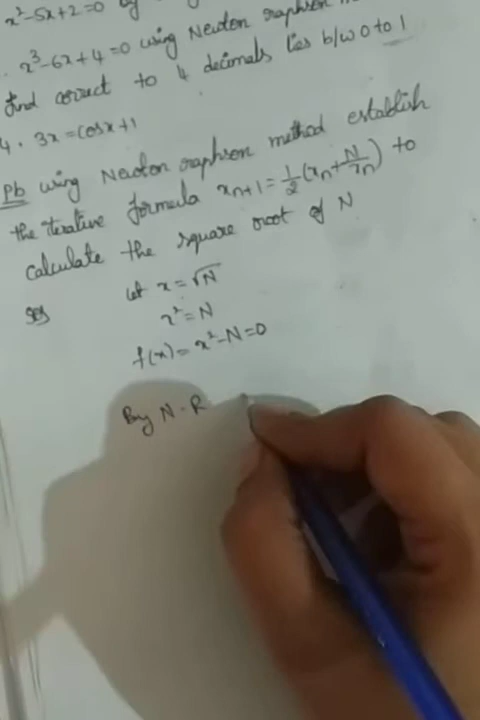 x²-5x+2=0 by
x³-6x+4=0 using Newton raphson
find correct to 4 decimals lies b/w 0 to 1
4. 3x=cosx+1
Pb using Newton raphson method establish
the iterative formula xₙ₊₁=1/2(xₙ+N/xₙ) to
calculate the square root of N
Sol
let x=√N
x²=N
f(x)=x²-N=0
By N-R